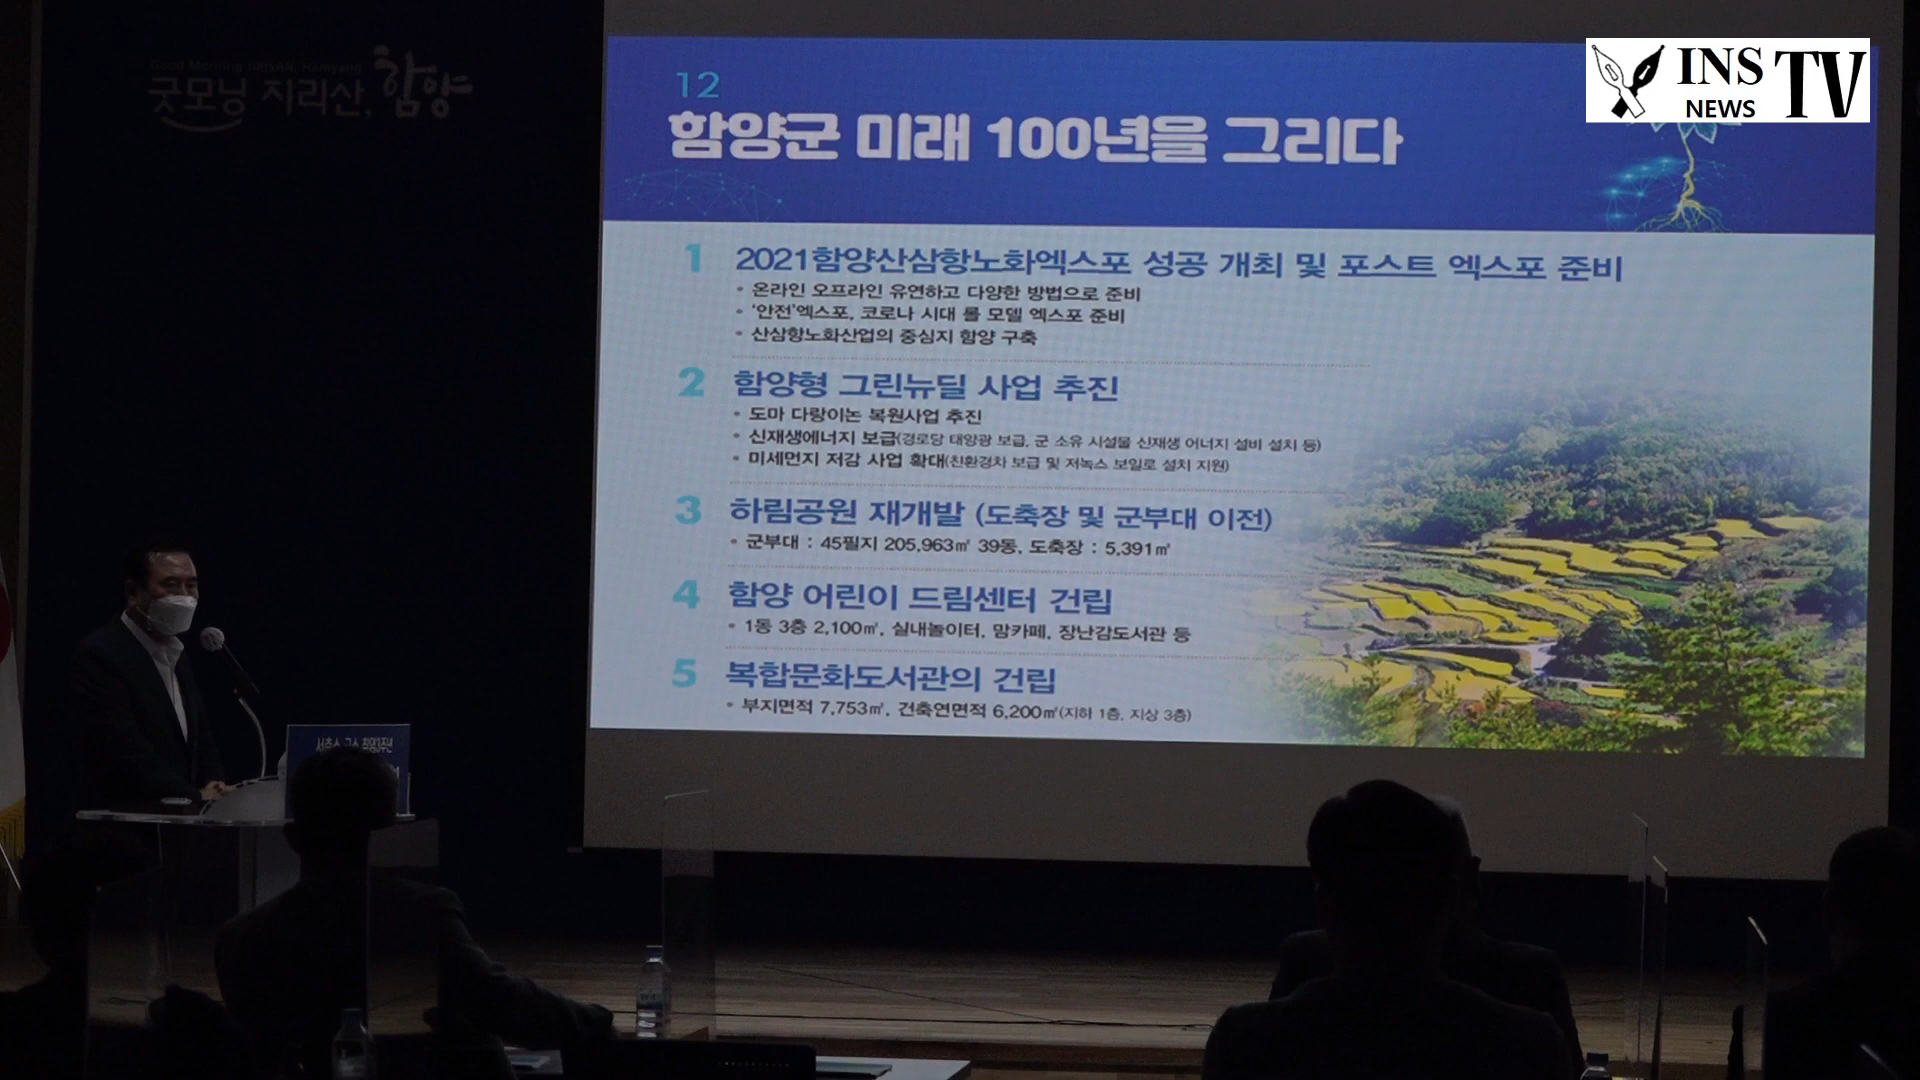 Good Morning JIRISAN, Hamyang
굿모닝 지리산, 함양
INS
NEWS
TV
12
함양군 미래 100년을 그리다
1 2021함양산삼항노화엑스포 성공 개최 및 포스트 엑스포 준비
• 온라인 오프라인 유연하고 다양한 방법으로 준비
• '안전'엑스포, 코로나 시대 롤 모델 엑스포 준비
• 산삼항노화산업의 중심지 함양 구축
2 함양형 그린뉴딜 사업 추진
• 도마 다랑이논 복원사업 추진
• 신재생에너지 보급(경로당 태양광 보급, 군 소유 시설물 신재생 에너지 설비 설치 등)
• 미세먼지 저감 사업 확대(친환경차 보급 및 저녹스 보일로 설치 지원)
3 하림공원 재개발 (도축장 및 군부대 이전)
• 군부대 : 45필지 205,963㎡ 39동, 도축장 : 5,391㎡
4 함양 어린이 드림센터 건립
• 1동 3층 2,100㎡, 실내놀이터, 맘카페, 장난감도서관 등
5 복합문화도서관의 건립
• 부지면적 7,753㎡, 건축연면적 6,200㎡(지하 1층, 지상 3층)
서춘수 군수 취임3주년